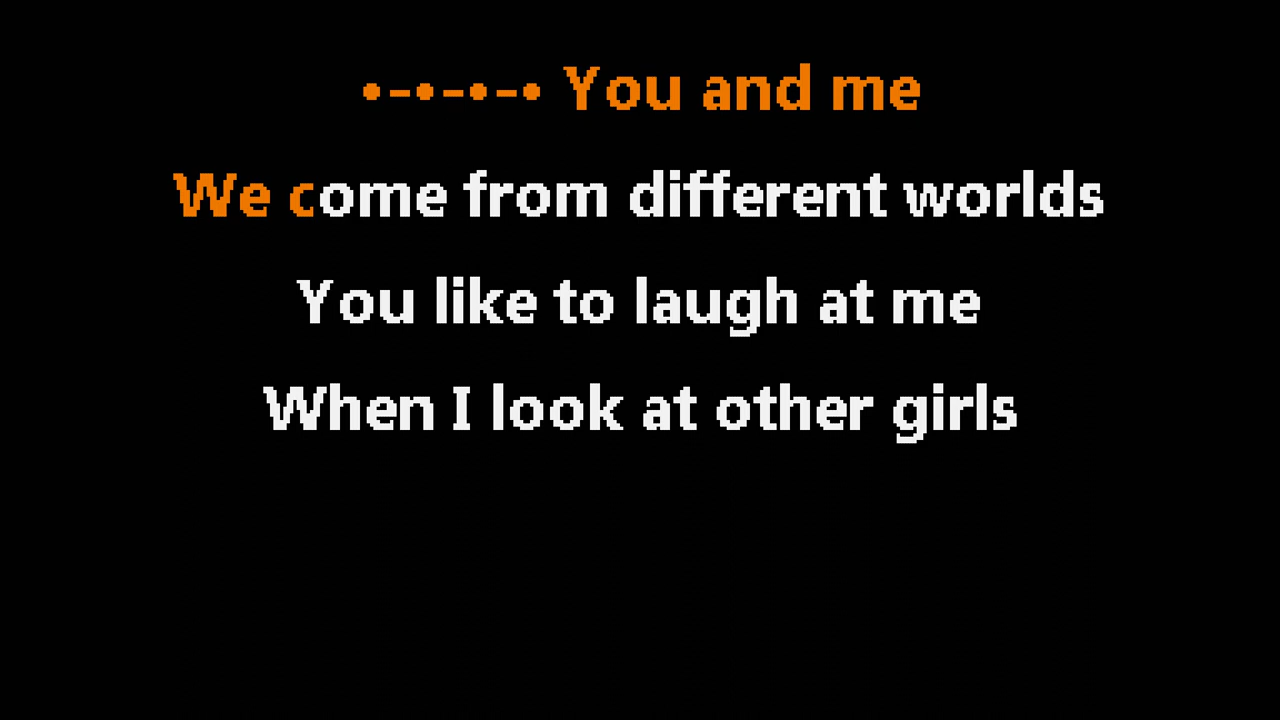 •-•-•-• You and me
We come from different worlds
You like to laugh at me
When I look at other girls